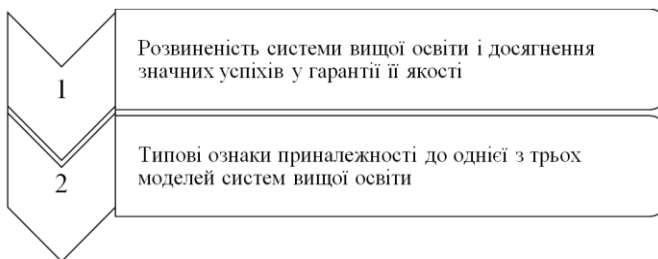 1
Розвиненість системи вищої освіти і досягнення
значних успіхів у гарантії її якості
2
Типові ознаки приналежності до однієї з трьох
моделей систем вищої освіти